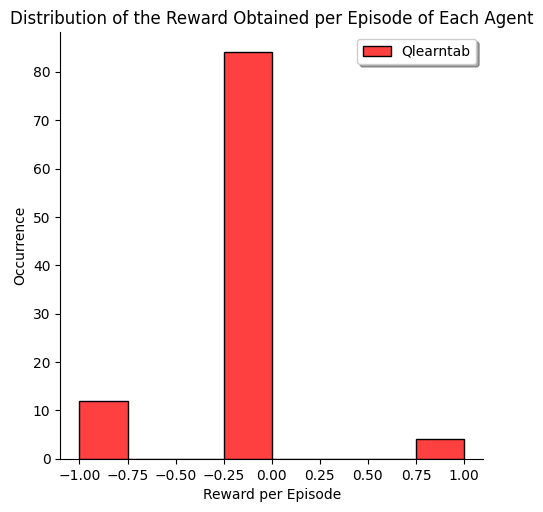 Distribution of the Reward Obtained per Episode of Each Agent
Qlearntab
80
70
60
50
40
30
20
10
0
Occurrence
−1.00 −0.75 −0.50 −0.25 0.00 0.25 0.50 0.75 1.00
Reward per Episode